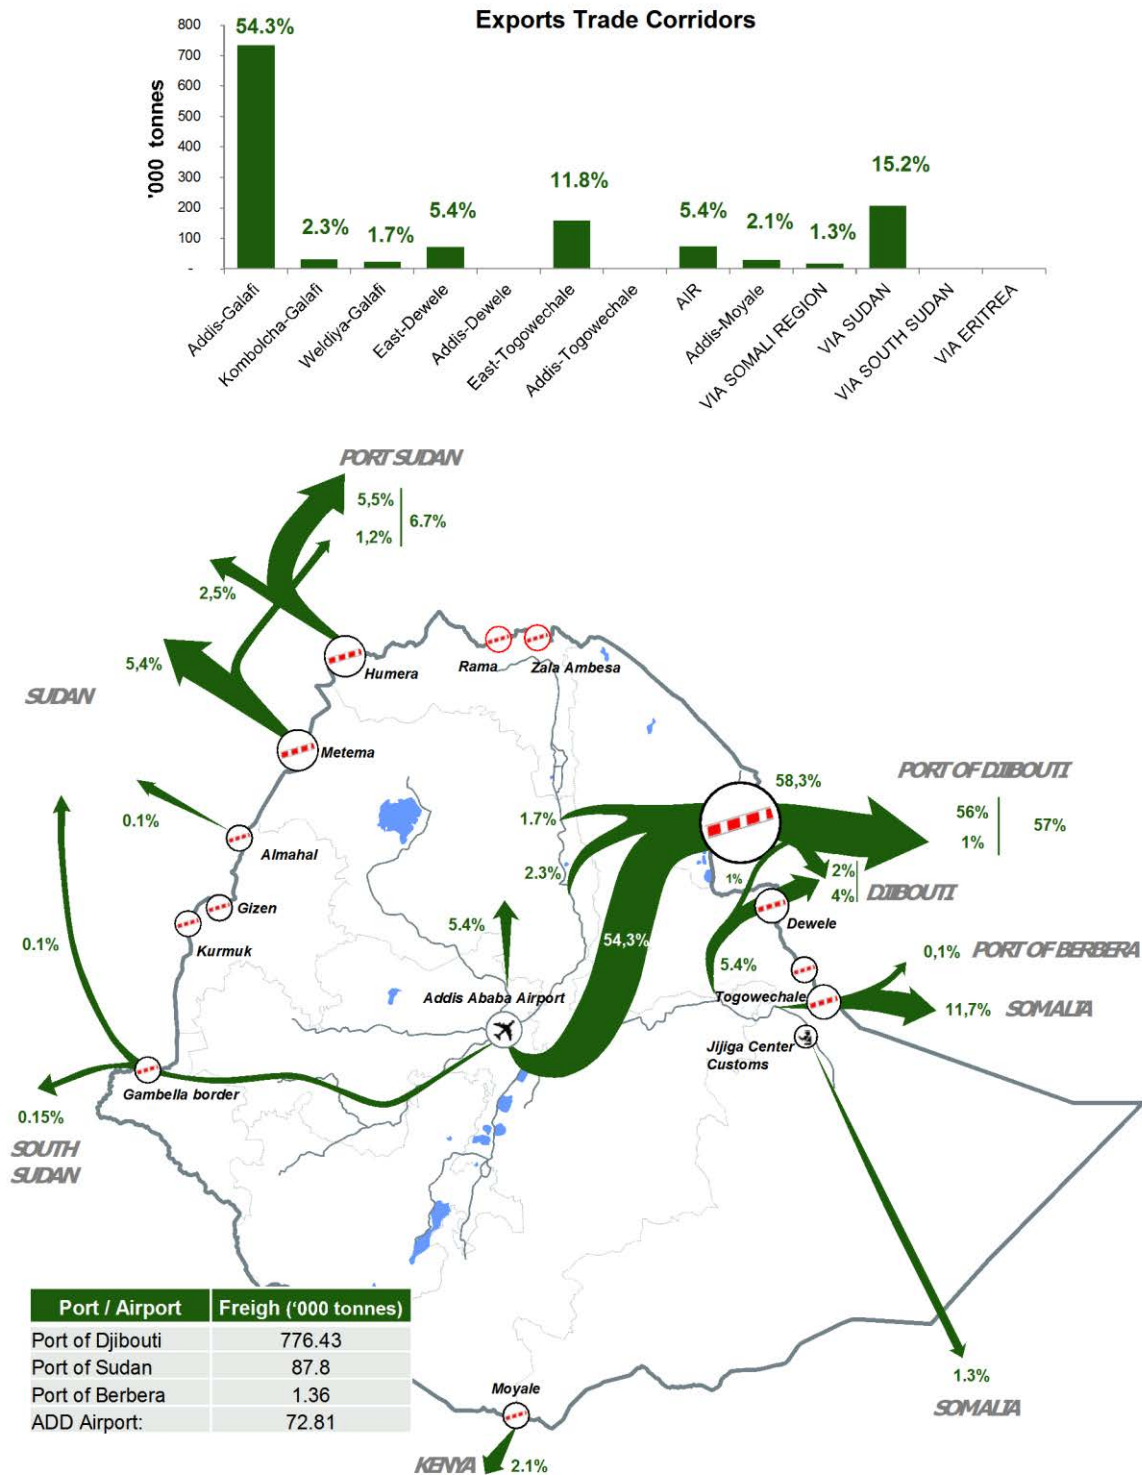 Exports Trade Corridors
'000 tonnes
800
700
600
500
400
300
200
100
-
54.3%
2.3%
1.7%
5.4%
11.8%
5.4%
2.1%
1.3%
15.2%
Addis-Galafi
Kombolcha-Galafi
Weldiya-Galafi
East-Dewele
Addis-Dewele
East-Togowechale
Addis-Togowechale
AIR
Addis-Moyale
VIA SOMALI REGION
VIA SUDAN
VIA SOUTH SUDAN
VIA ERITREA
PORT SUDAN
5,5%
6.7%
1,2%
2,5%
5,4%
SUDAN
Humera
Rama
Zala Ambesa
Metema
0.1%
Almahal
Gizen
Kurmuk
0.1%
Gambella border
0.15%
SOUTH
SUDAN
58,3%
PORT OF DJIBOUTI
56%
57%
1%
1.7%
2.3%
1%
2%
4%
DJIBOUTI
Dewele
5.4%
54,3%
5.4%
Addis Ababa Airport
Togowechale
0,1%
PORT OF BERBERA
11,7%
SOMALIA
Jijiga Center
Customs
1.3%
SOMALIA
Moyale
KENYA
2.1%
Port / Airport Freigh ('000 tonnes)
Port of Djibouti 776.43
Port of Sudan 87.8
Port of Berbera 1.36
ADD Airport: 72.81